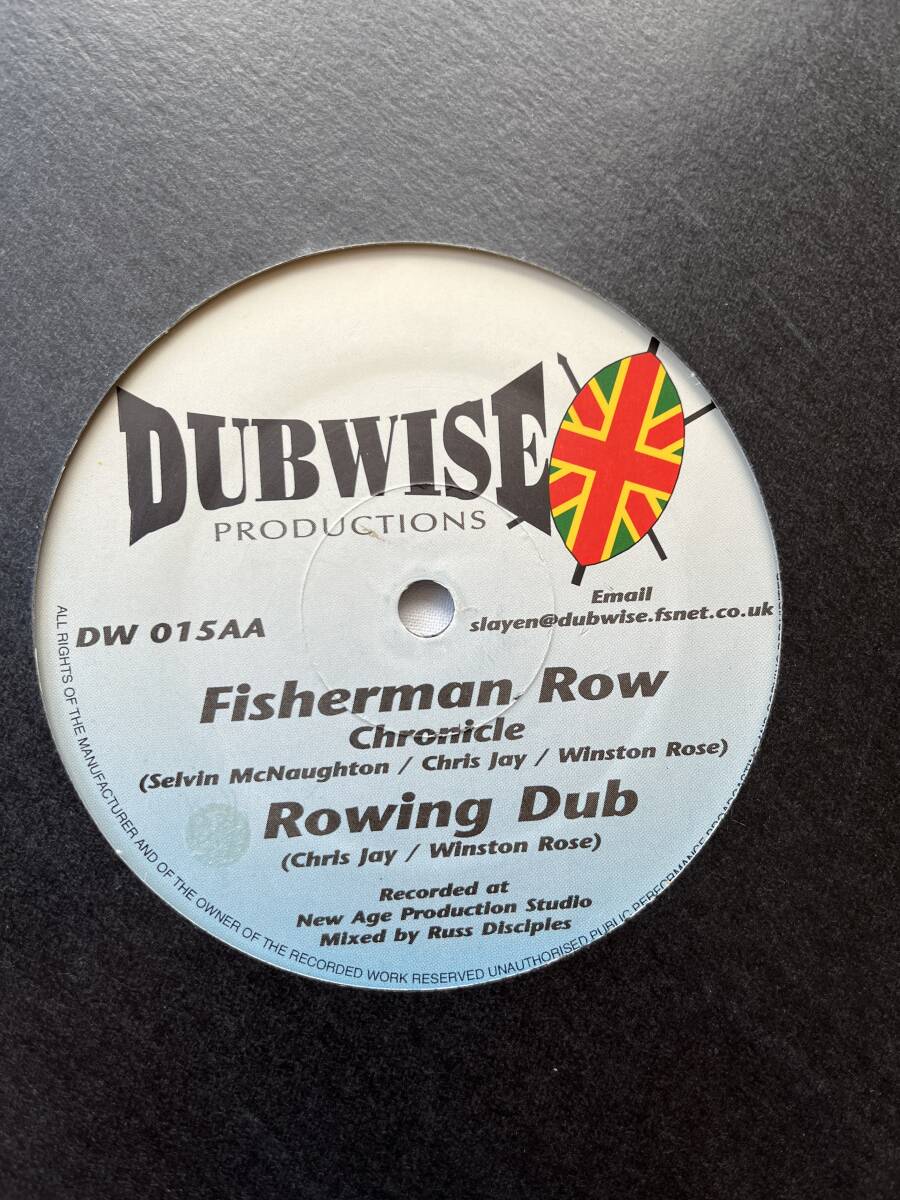 DUBWISE
PRODUCTIONS
Email
slayen@dubwise.fsnet.co.uk
DW 015AA
Fisherman Row
Chronicle
(Selvin McNaughton / Chris Jay / Winston Rose)
Rowing Dub
(Chris Jay / Winston Rose)
Recorded at
New Age Production Studio
Mixed by Russ Disciples
ALL RIGHTS OF THE MANUFACTURER AND OF THE OWNER OF THE RECORDED WORK RESERVED UNAUTHORISED PUBLIC PERFORMANCE BROADCASTING